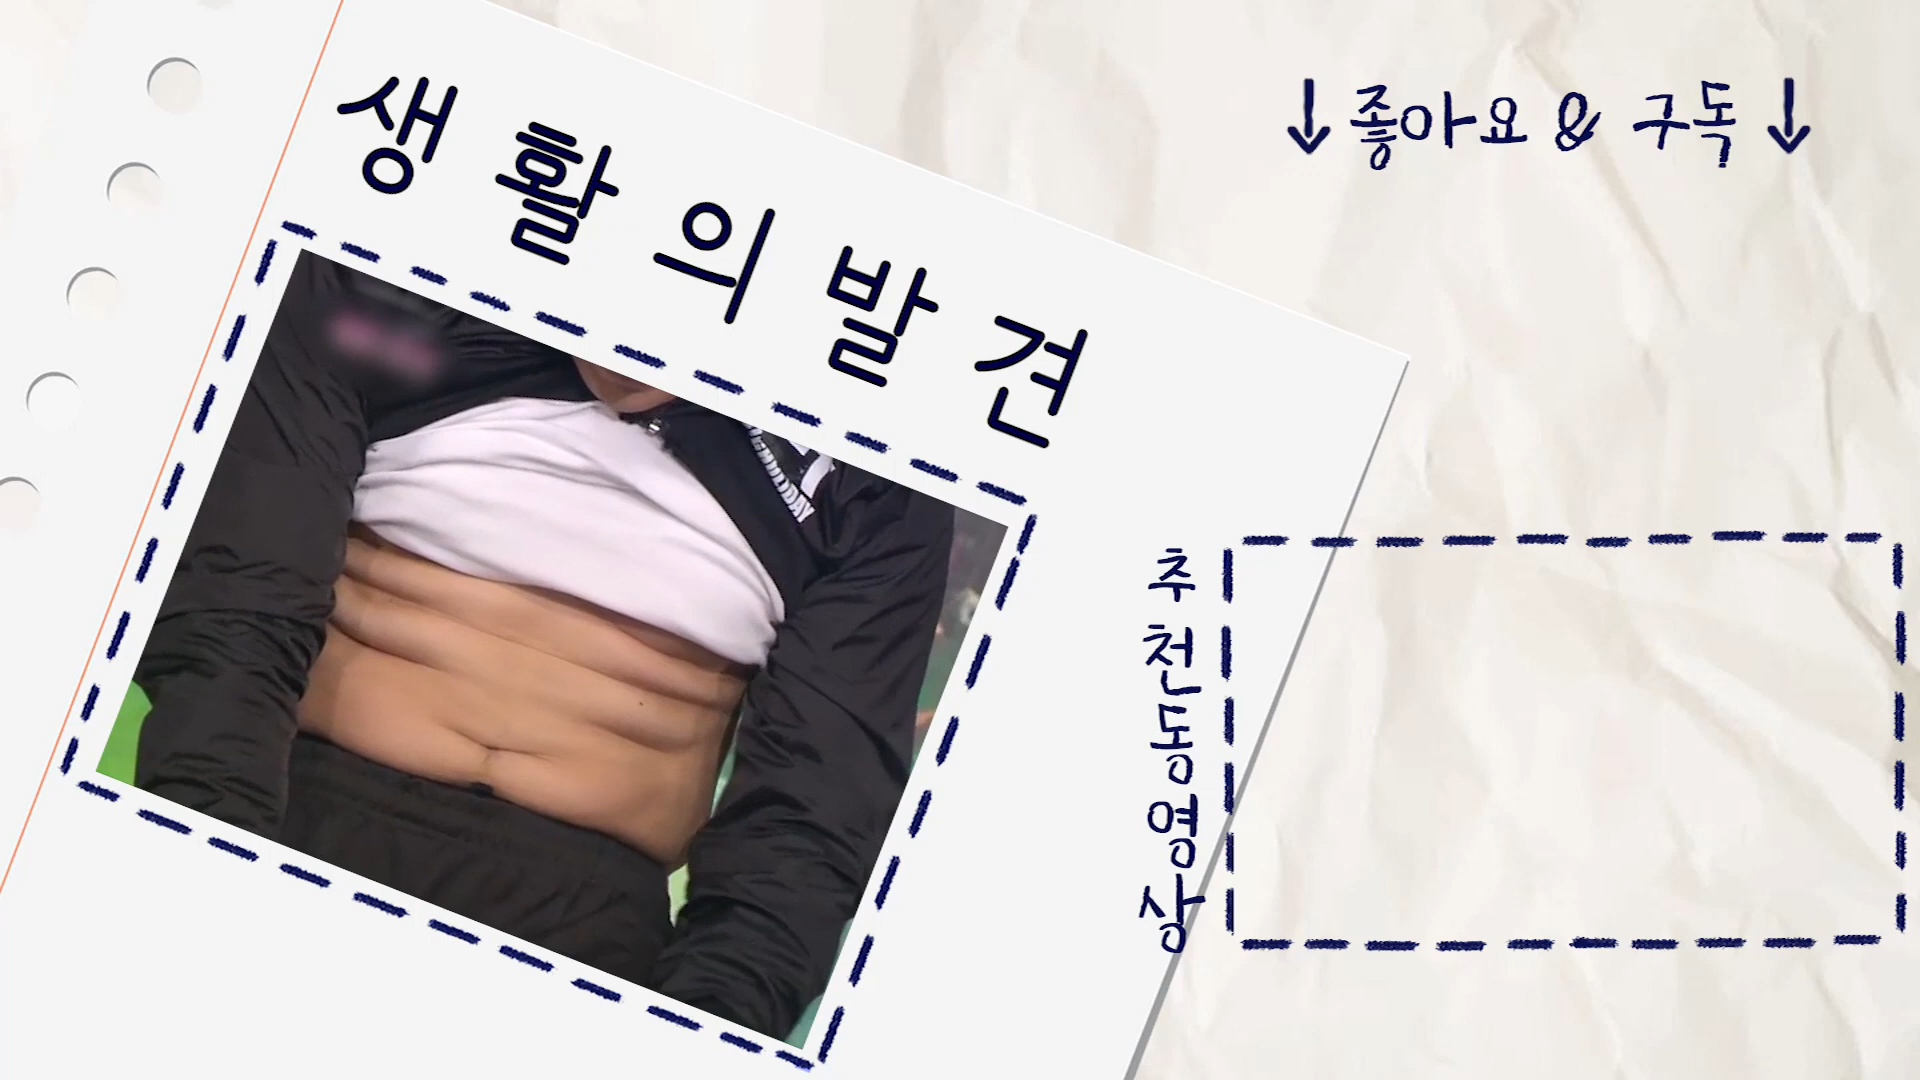 생활의발견
↓ 좋아요 & 구독 ↓
추천동영상